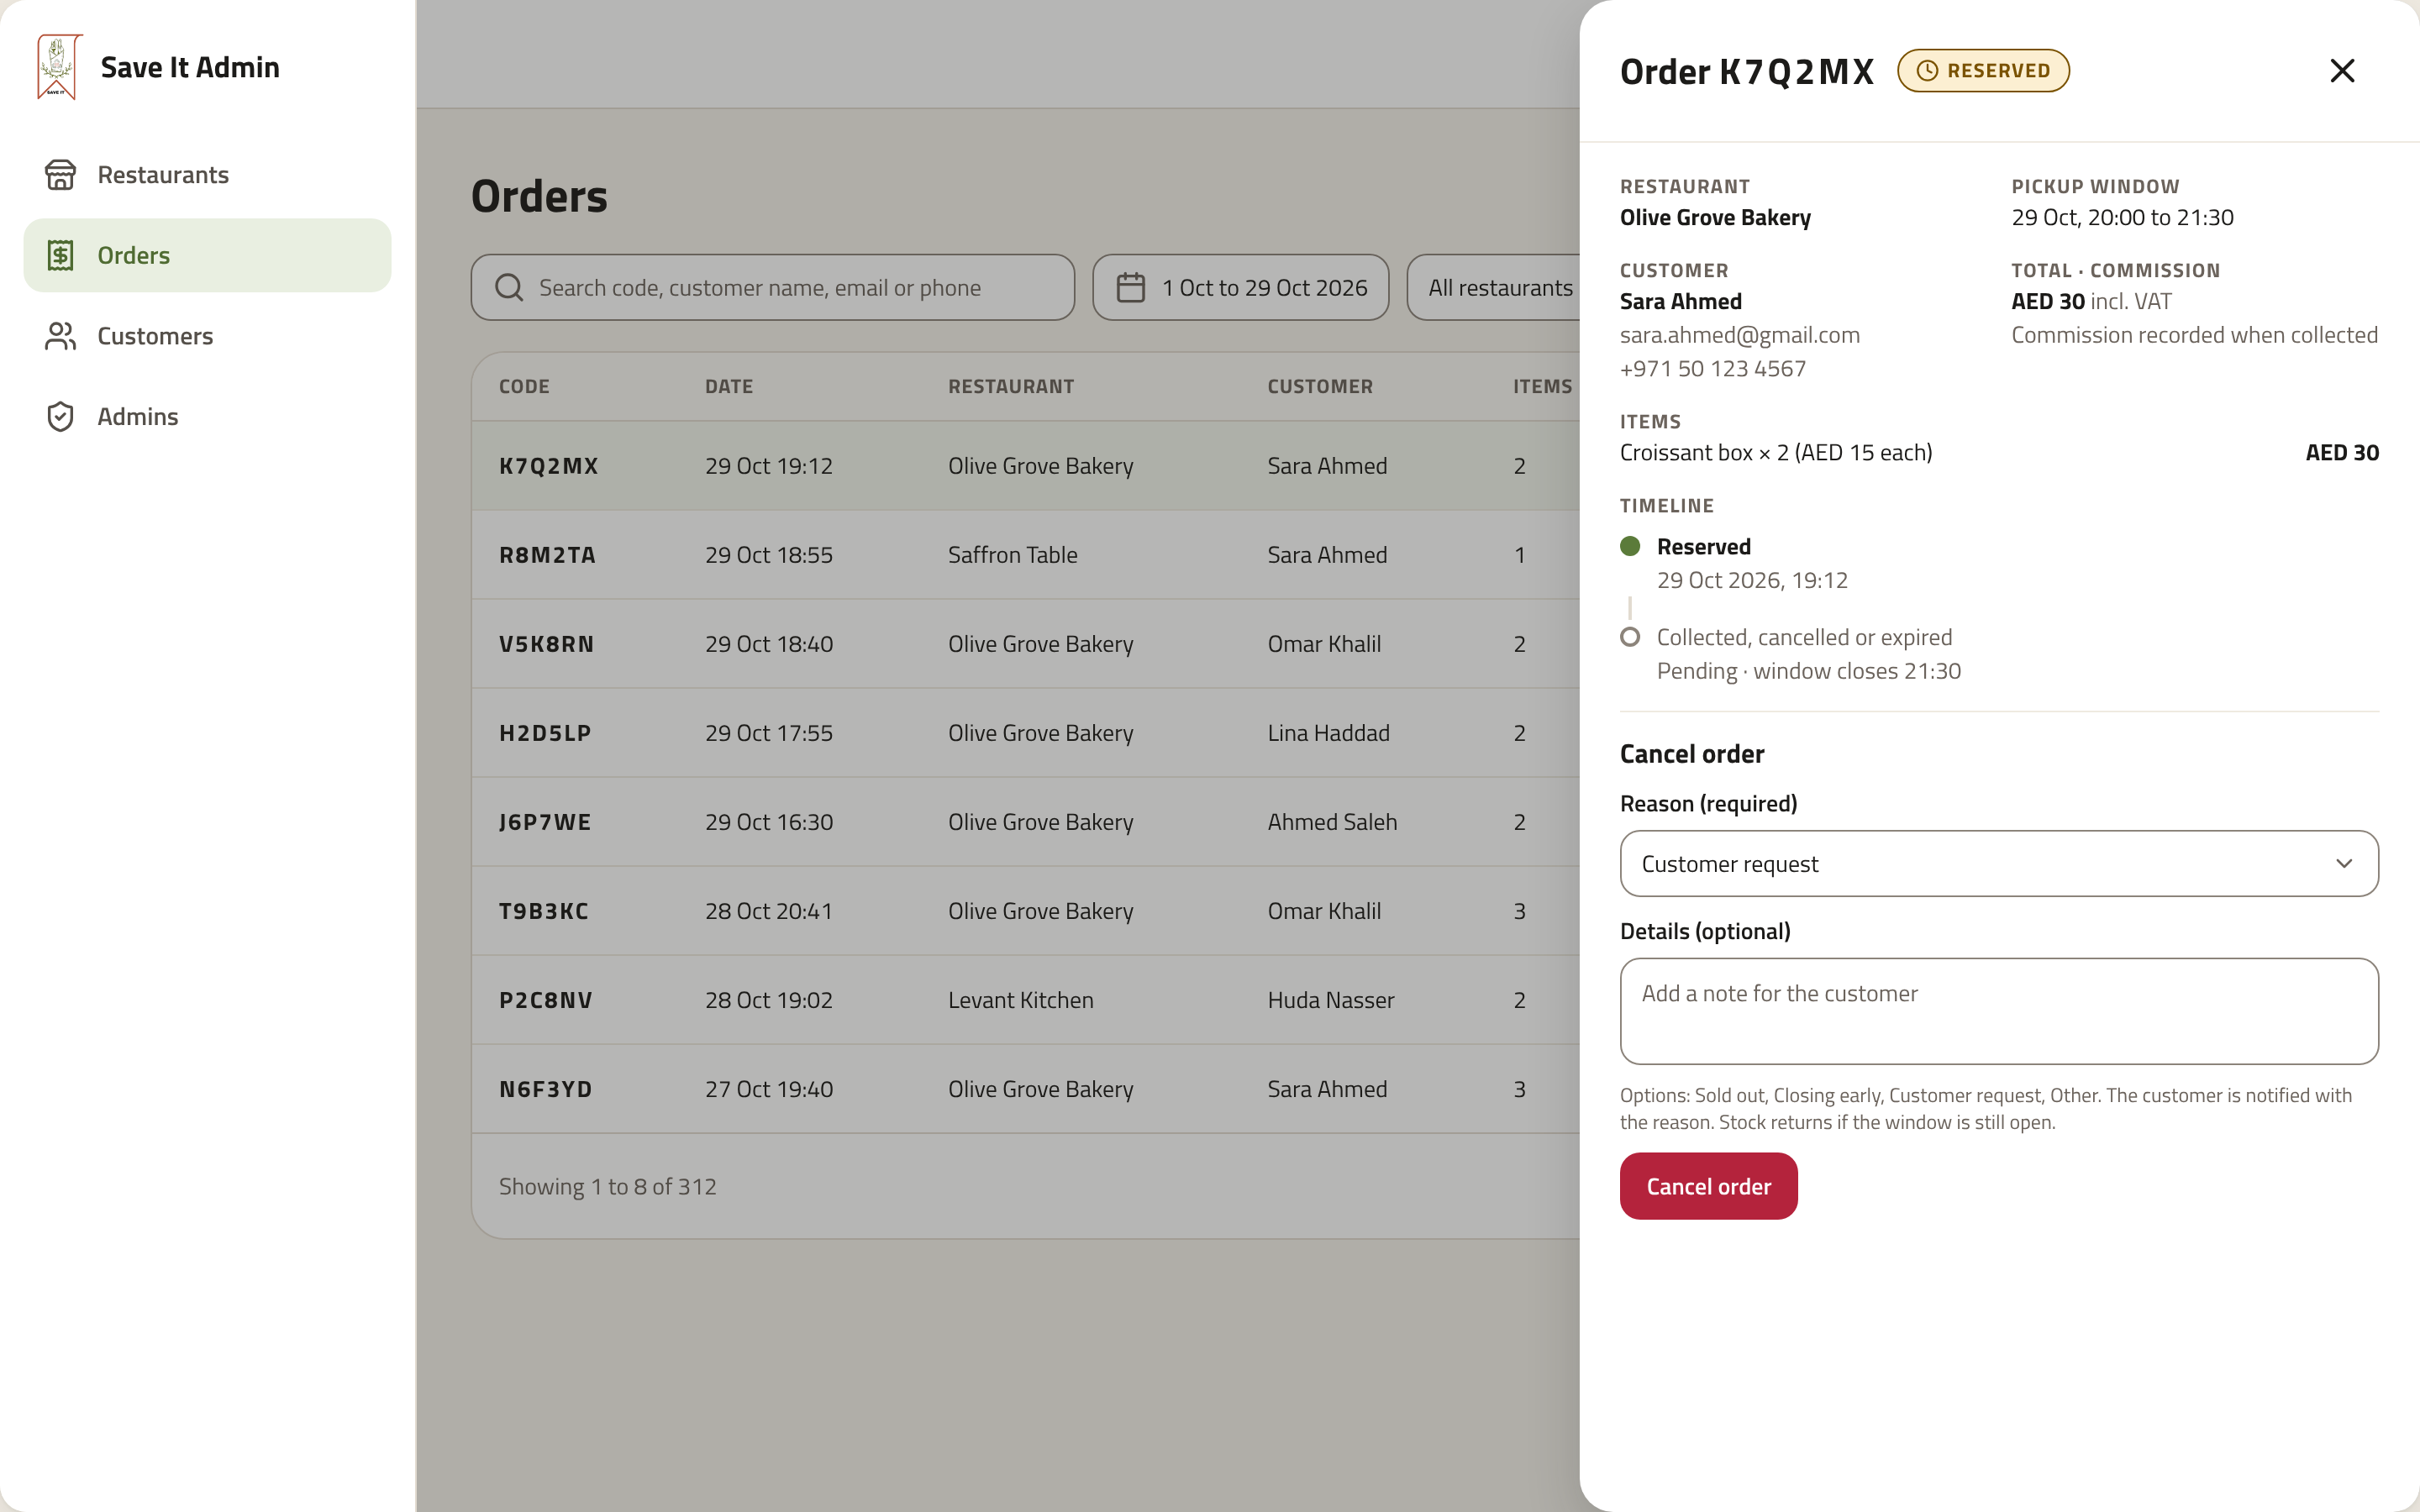 SAVE IT
Save It Admin
Restaurants
Orders
Customers
Admins
Orders
Search code, customer name, email or phone
1 Oct to 29 Oct 2026
All restaurants
CODE DATE RESTAURANT CUSTOMER ITEMS
K7Q2MX 29 Oct 19:12 Olive Grove Bakery Sara Ahmed 2
R8M2TA 29 Oct 18:55 Saffron Table Sara Ahmed 1
V5K8RN 29 Oct 18:40 Olive Grove Bakery Omar Khalil 2
H2D5LP 29 Oct 17:55 Olive Grove Bakery Lina Haddad 2
J6P7WE 29 Oct 16:30 Olive Grove Bakery Ahmed Saleh 2
T9B3KC 28 Oct 20:41 Olive Grove Bakery Omar Khalil 3
P2C8NV 28 Oct 19:02 Levant Kitchen Huda Nasser 2
N6F3YD 27 Oct 19:40 Olive Grove Bakery Sara Ahmed 3
Showing 1 to 8 of 312
Order K7Q2MX RESERVED
RESTAURANT
Olive Grove Bakery
PICKUP WINDOW
29 Oct, 20:00 to 21:30
CUSTOMER
Sara Ahmed
sara.ahmed@gmail.com
+971 50 123 4567
TOTAL · COMMISSION
AED 30 incl. VAT
Commission recorded when collected
ITEMS
Croissant box × 2 (AED 15 each) AED 30
TIMELINE
Reserved
29 Oct 2026, 19:12
Collected, cancelled or expired
Pending · window closes 21:30
Cancel order
Reason (required)
Customer request
Details (optional)
Add a note for the customer
Options: Sold out, Closing early, Customer request, Other. The customer is notified with
the reason. Stock returns if the window is still open.
Cancel order